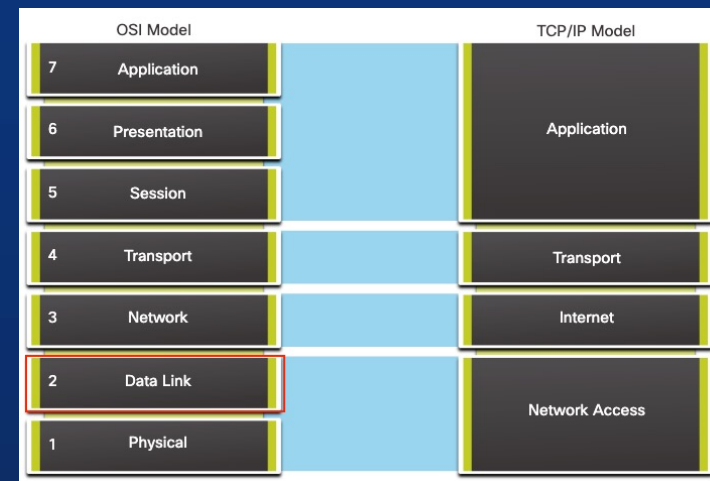 OSI Model
TCP/IP Model
7 Application
6 Presentation
5 Session
4 Transport
3 Network
2 Data Link
1 Physical
Application
Transport
Internet
Network Access